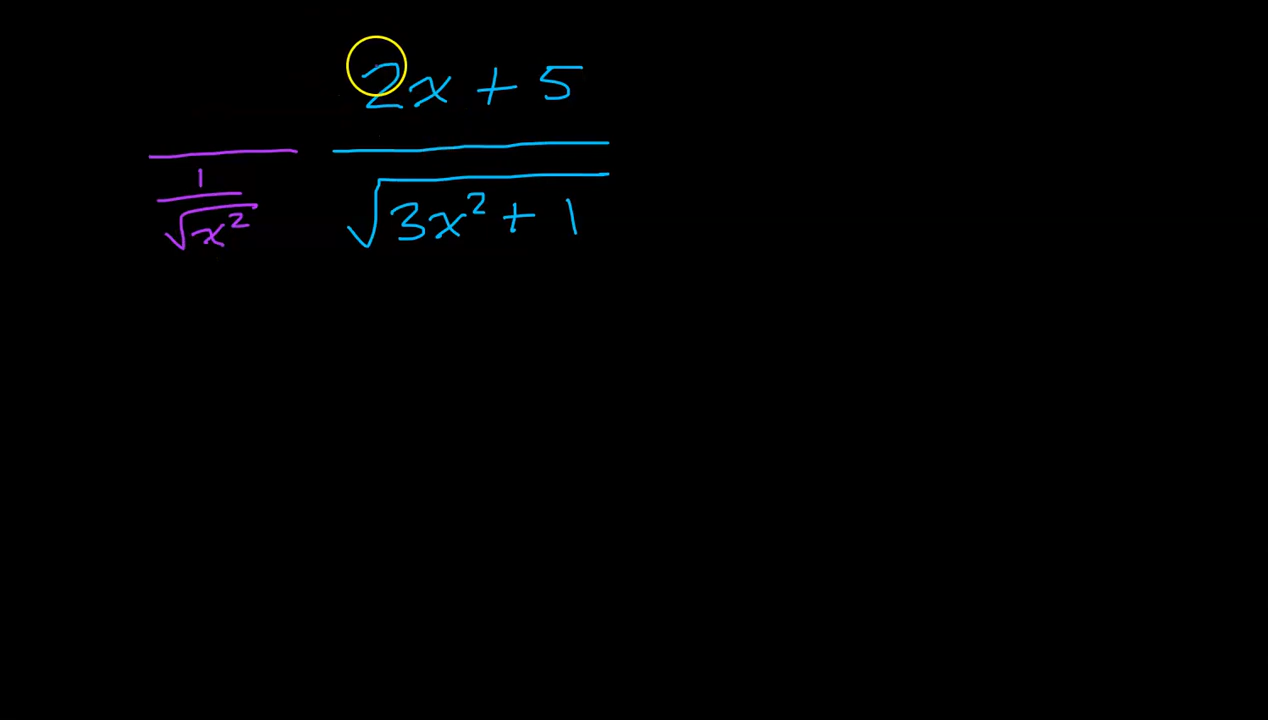 2x + 5
1
√x² √3x² + 1